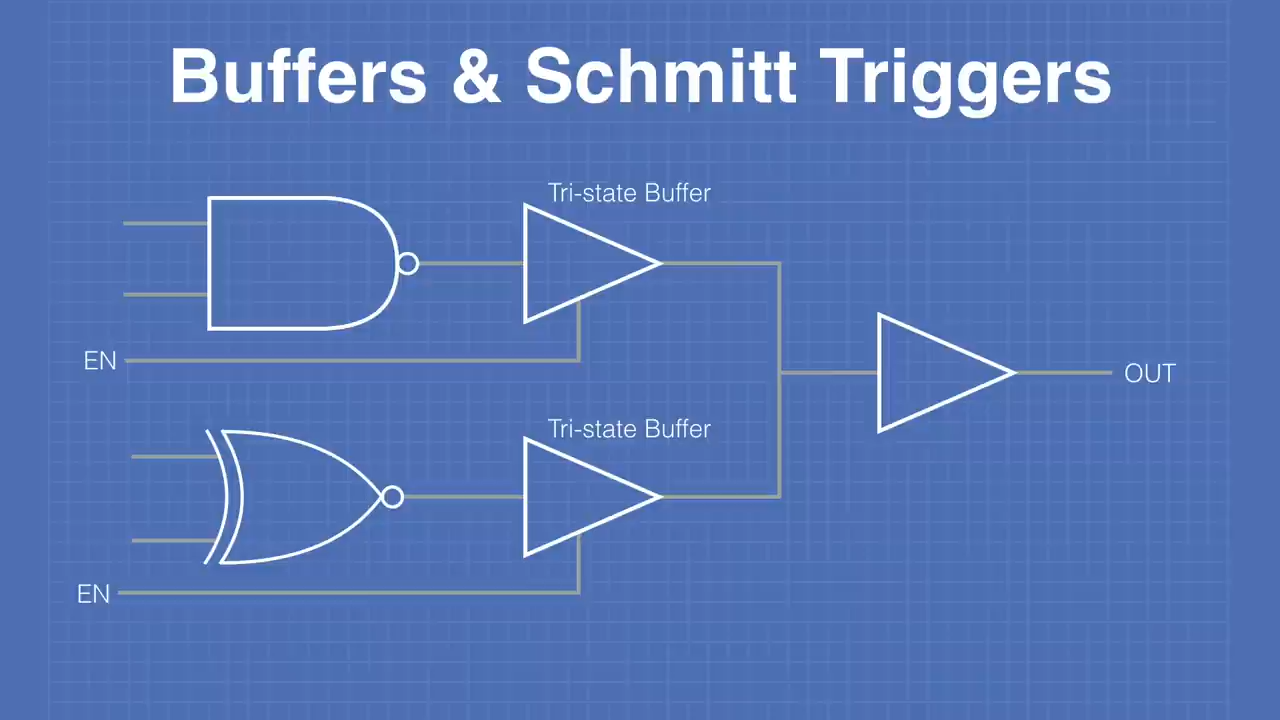 Buffers & Schmitt Triggers
Tri-state Buffer
EN
OUT
Tri-state Buffer
EN